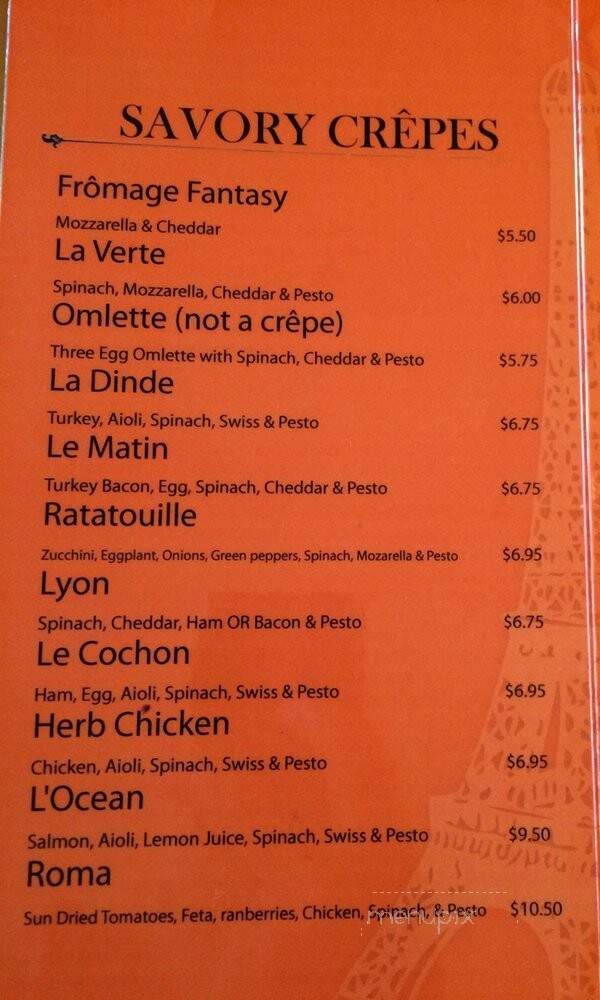 SAVORY CRÊPES
Frômage Fantasy
Mozzarella & Cheddar $5.50
La Verte
Spinach, Mozzarella, Cheddar & Pesto $6.00
Omlette (not a crêpe)
Three Egg Omlette with Spinach, Cheddar & Pesto $5.75
La Dinde
Turkey, Aioli, Spinach, Swiss & Pesto $6.75
Le Matin
Turkey Bacon, Egg, Spinach, Cheddar & Pesto $6.75
Ratatouille
Zucchini, Eggplant, Onions, Green peppers, Spinach, Mozarella & Pesto $6.95
Lyon
Spinach, Cheddar, Ham OR Bacon & Pesto $6.75
Le Cochon
Ham, Egg, Aioli, Spinach, Swiss & Pesto $6.95
Herb Chicken
Chicken, Aioli, Spinach, Swiss & Pesto $6.95
L'Ocean
Salmon, Aioli, Lemon Juice, Spinach, Swiss & Pesto $9.50
Roma
Sun Dried Tomatoes, Feta, ranberries, Chicken, Spinach, & Pesto $10.50
menupix